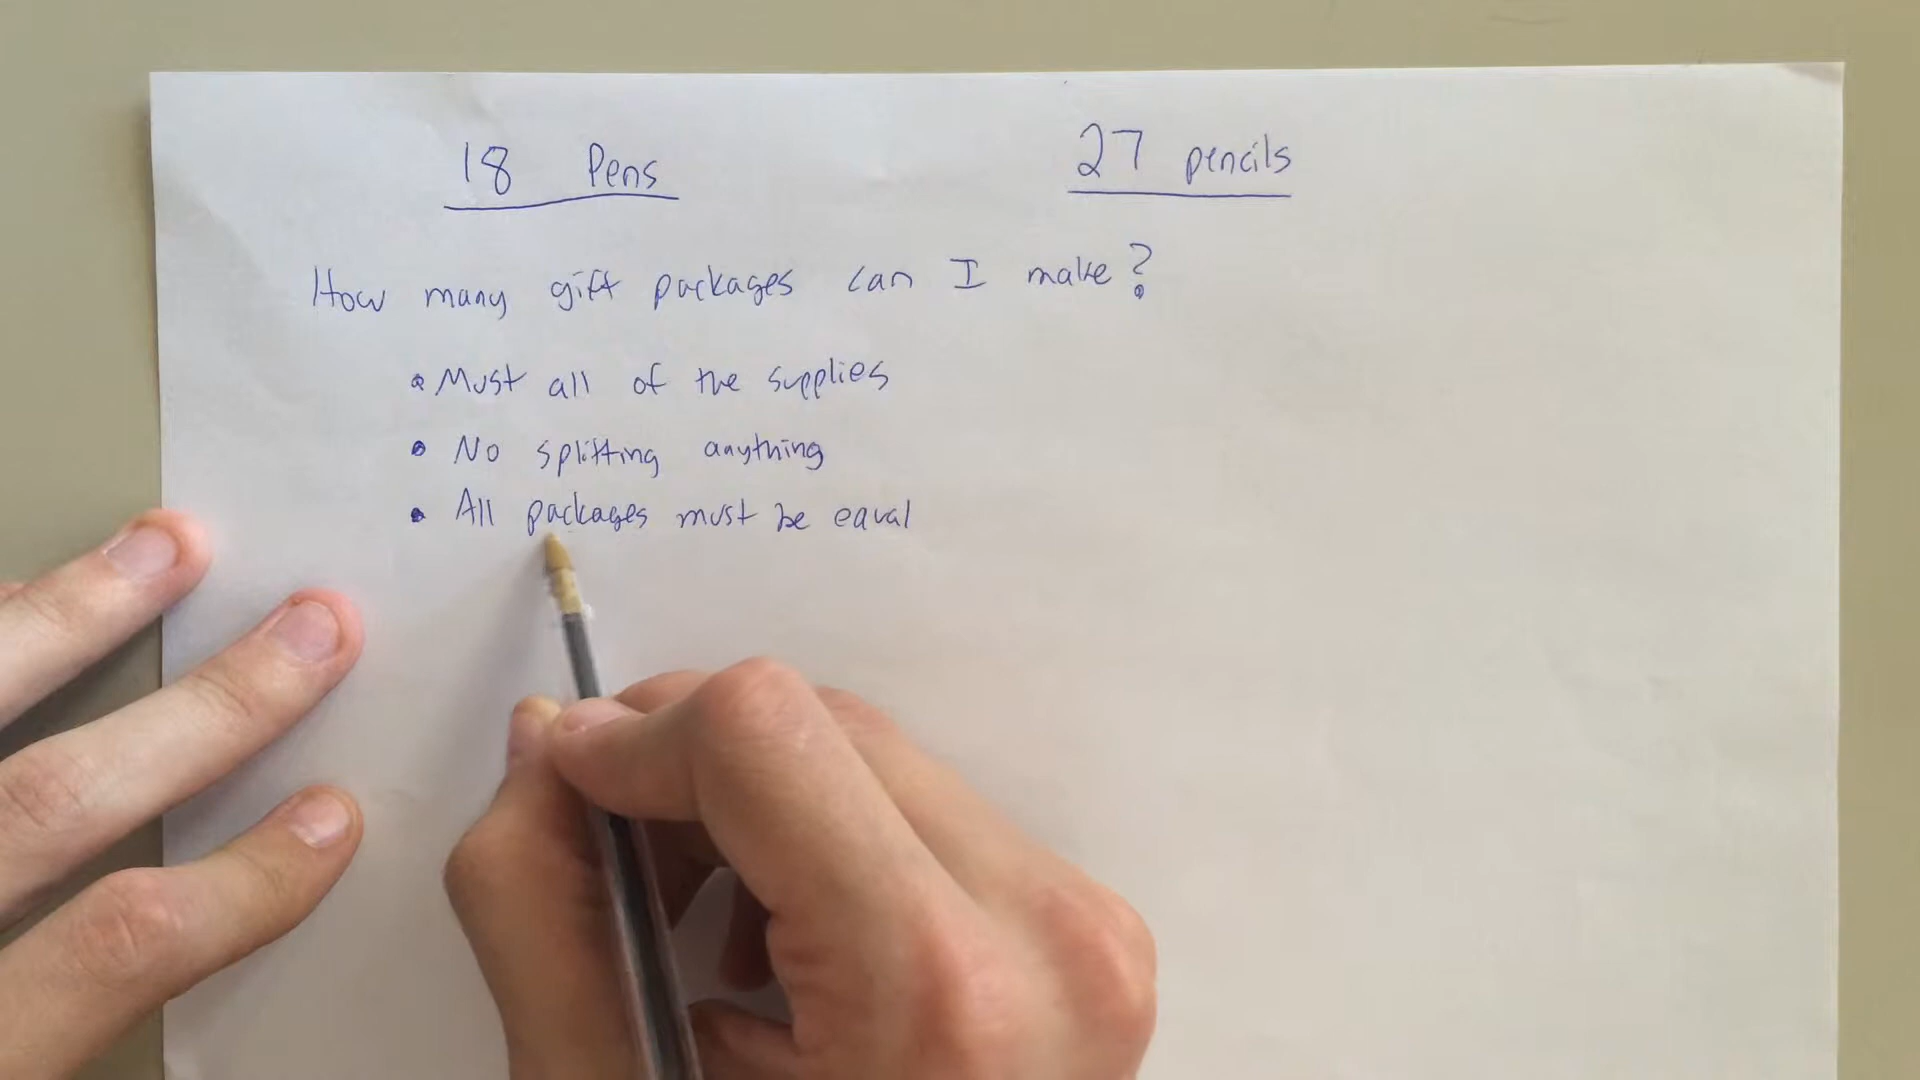 18 Pens 27 pencils
How many gift packages can I make?
• Must all of the supplies
• No splitting anything
• All packages must be equal